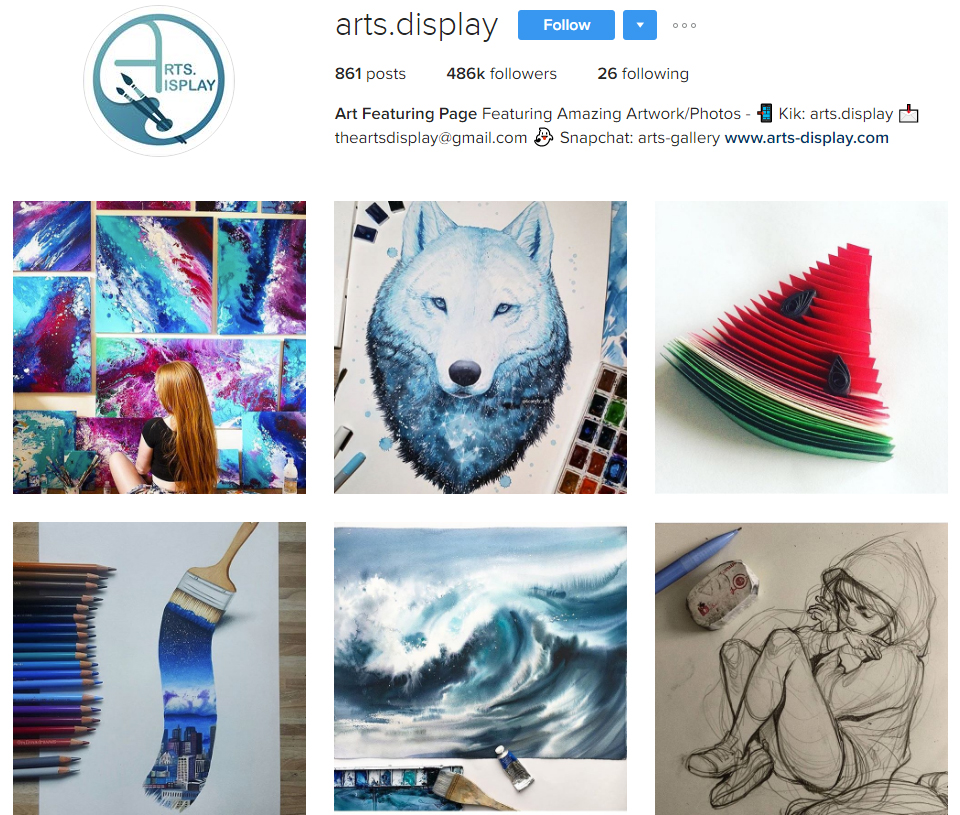 ARTS.
DISPLAY
arts.display Follow
861 posts 486k followers 26 following
Art Featuring Page Featuring Amazing Artwork/Photos - 📲 Kik: arts.display 📩
theartsdisplay@gmail.com 👻 Snapchat: arts-gallery www.arts-display.com